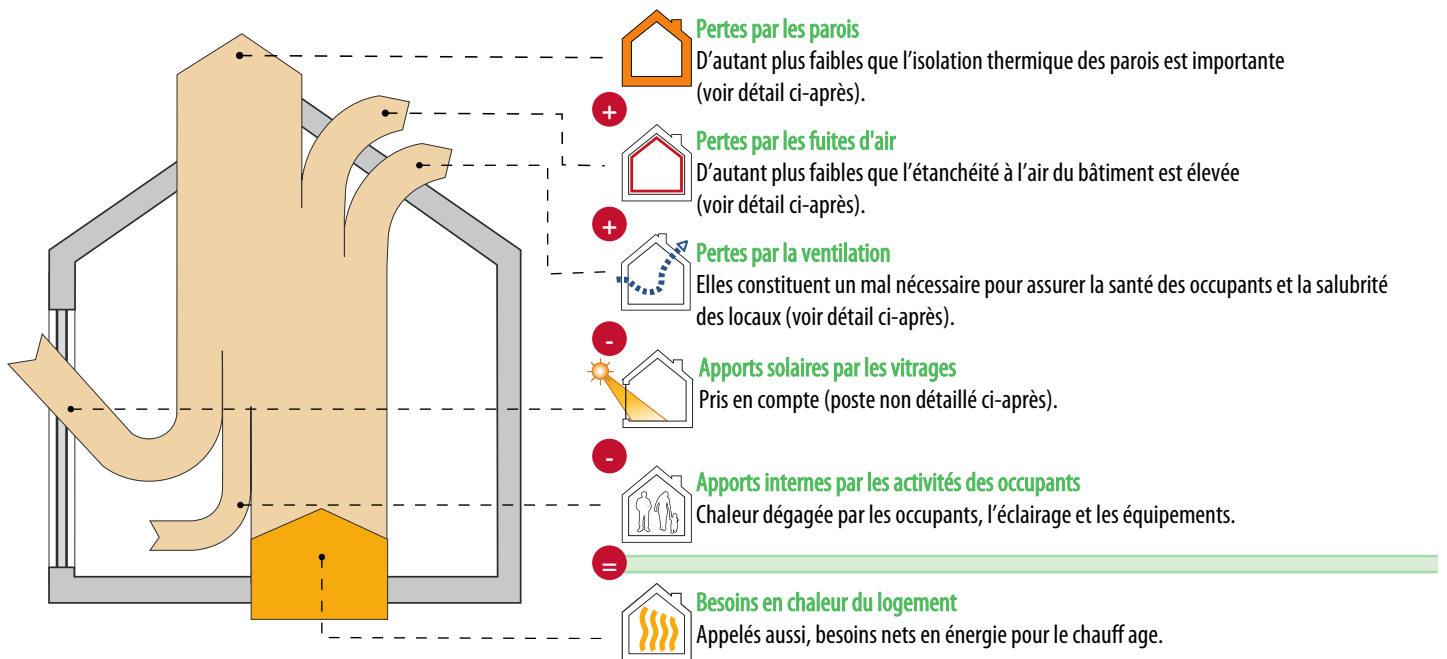 Pertes par les parois
D'autant plus faibles que l'isolation thermique des parois est importante
(voir détail ci-après).
+
Pertes par les fuites d'air
D'autant plus faibles que l'étanchéité à l'air du bâtiment est élevée
(voir détail ci-après).
+
Pertes par la ventilation
Elles constituent un mal nécessaire pour assurer la santé des occupants et la salubrité
des locaux (voir détail ci-après).
-
Apports solaires par les vitrages
Pris en compte (poste non détaillé ci-après).
-
Apports internes par les activités des occupants
Chaleur dégagée par les occupants, l'éclairage et les équipements.
=
Besoins en chaleur du logement
Appelés aussi, besoins nets en énergie pour le chauff age.